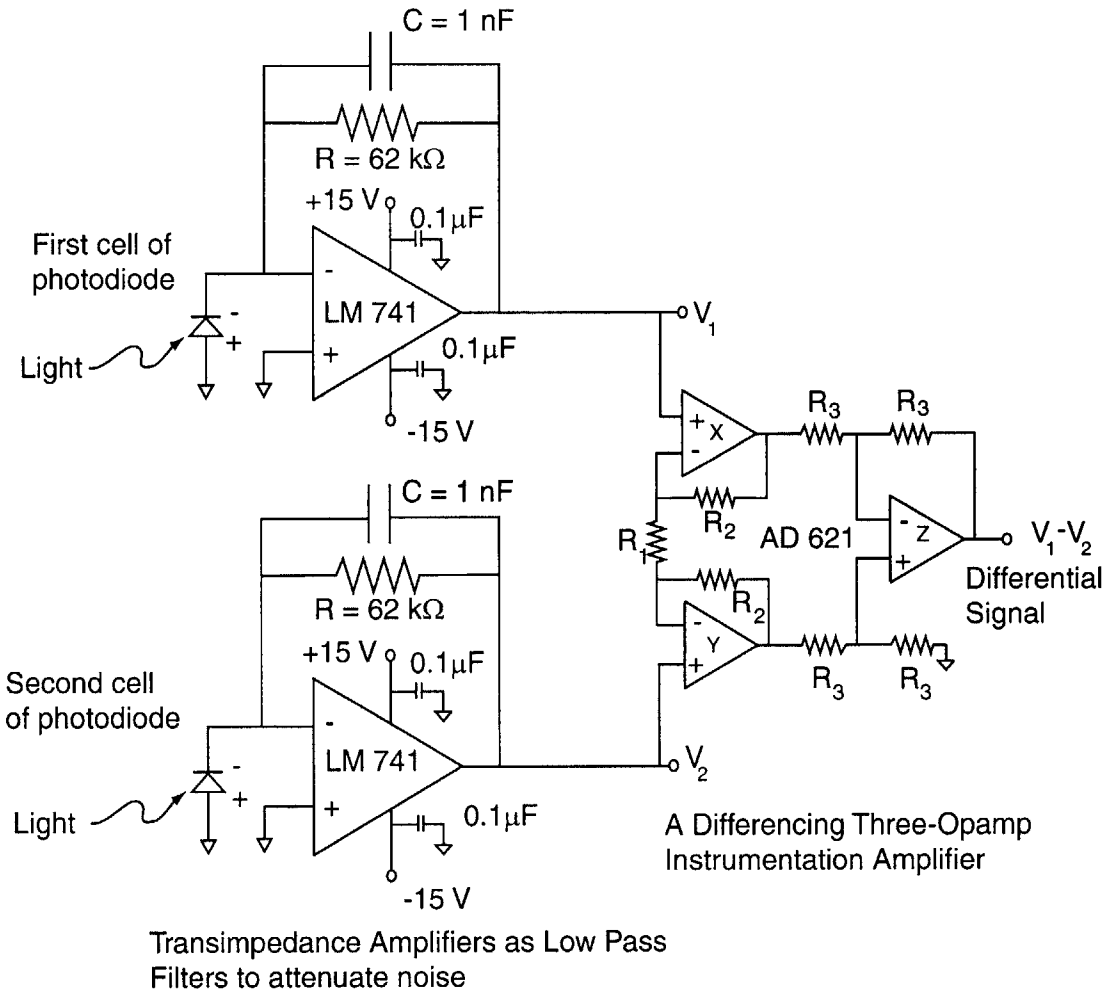 C = 1 nF
R = 62 kΩ
+15 V
0.1μF
First cell of
photodiode
-
LM 741
V1
-
+
+
0.1μF
Light
-15 V
R3
R3
+
X
-
C = 1 nF
R2
R1
AD 621
-
Z
+
V1-V2
Differential
Signal
R = 62 kΩ
R2
-
Y
+
+15 V
0.1μF
R3
R3
Second cell
of photodiode
-
LM 741
V2
-
+
+
0.1μF
Light
-15 V
A Differencing Three-Opamp
Instrumentation Amplifier
Transimpedance Amplifiers as Low Pass
Filters to attenuate noise